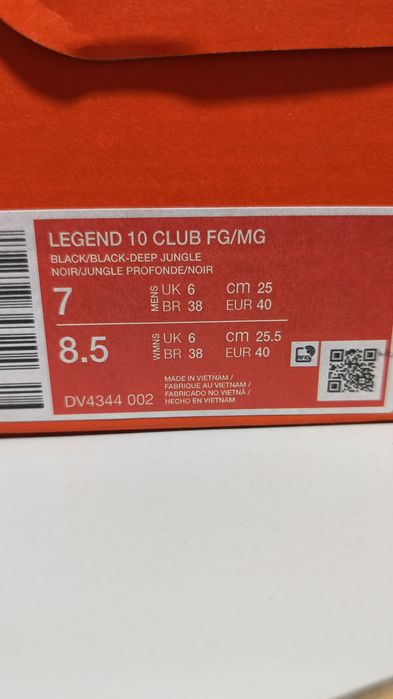 LEGEND 10 CLUB FG/MG
BLACK/BLACK-DEEP JUNGLE
NOIR/JUNGLE PROFONDE/NOIR
7 MENS UK 6 cm 25
BR 38 EUR 40
8.5 WMNS UK 6 cm 25.5
BR 38 EUR 40
RFID
MADE IN VIETNAM /
FABRIQUE AU VIETNAM /
FABRICADO NO VIETNÃ /
HECHO EN VIETNAM
DV4344 002